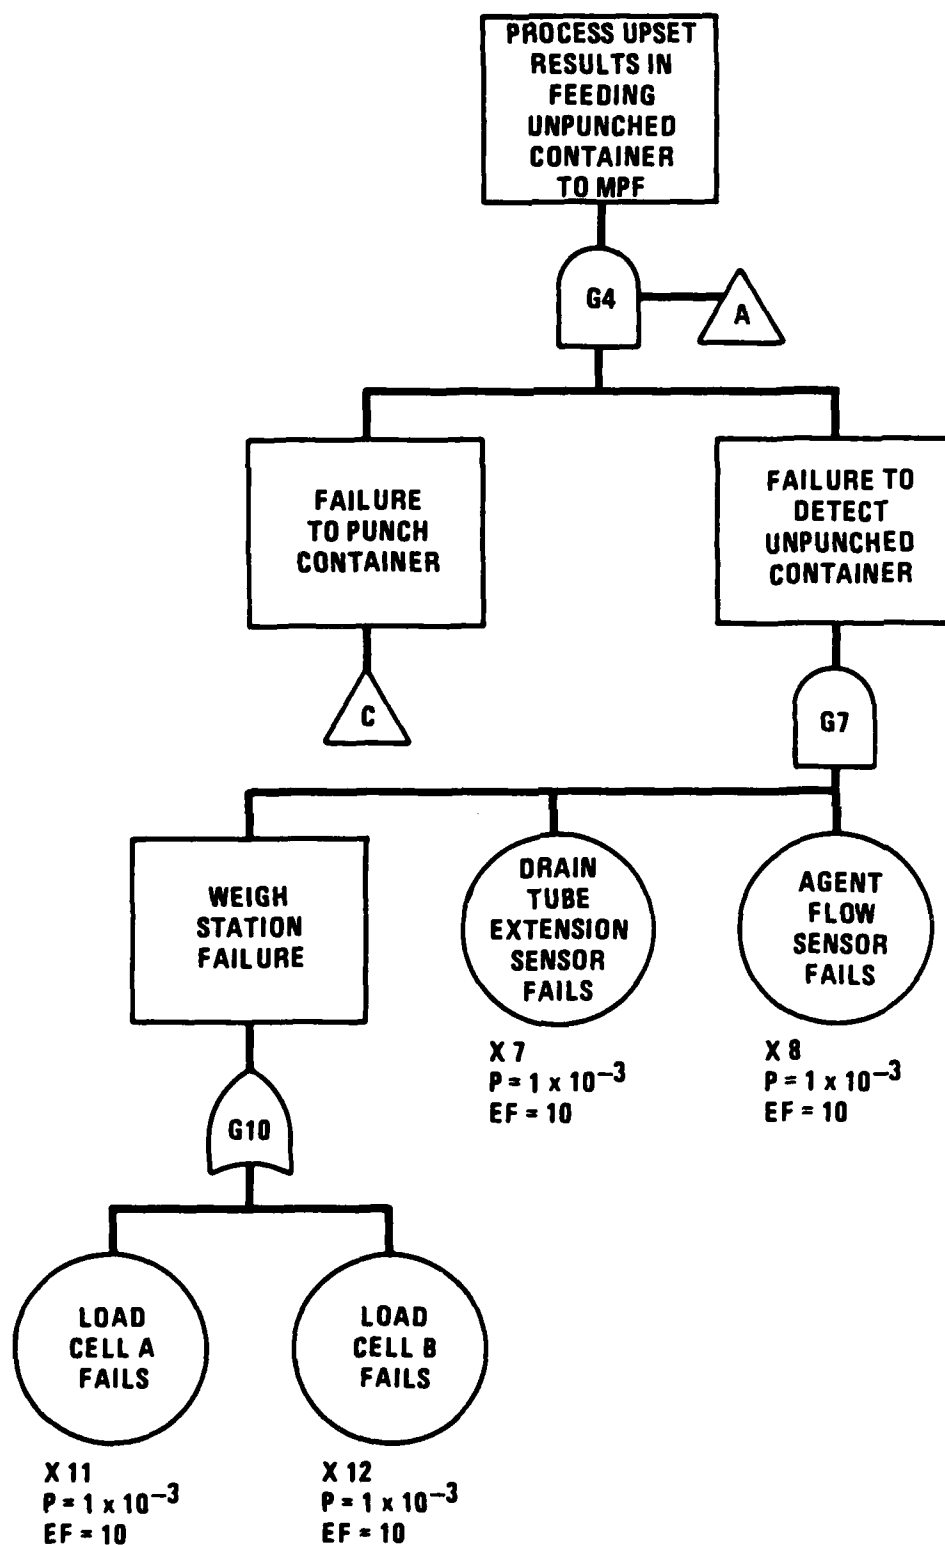 PROCESS UPSET
RESULTS IN
FEEDING
UNPUNCHED
CONTAINER
TO MPF
G4
A
FAILURE
TO PUNCH
CONTAINER
FAILURE TO
DETECT
UNPUNCHED
CONTAINER
C
G7
WEIGH
STATION
FAILURE
DRAIN
TUBE
EXTENSION
SENSOR
FAILS
AGENT
FLOW
SENSOR
FAILS
X 7
P = 1 x 10⁻³
EF = 10
X 8
P = 1 x 10⁻³
EF = 10
G10
LOAD
CELL A
FAILS
LOAD
CELL B
FAILS
X 11
P = 1 x 10⁻³
EF = 10
X 12
P = 1 x 10⁻³
EF = 10